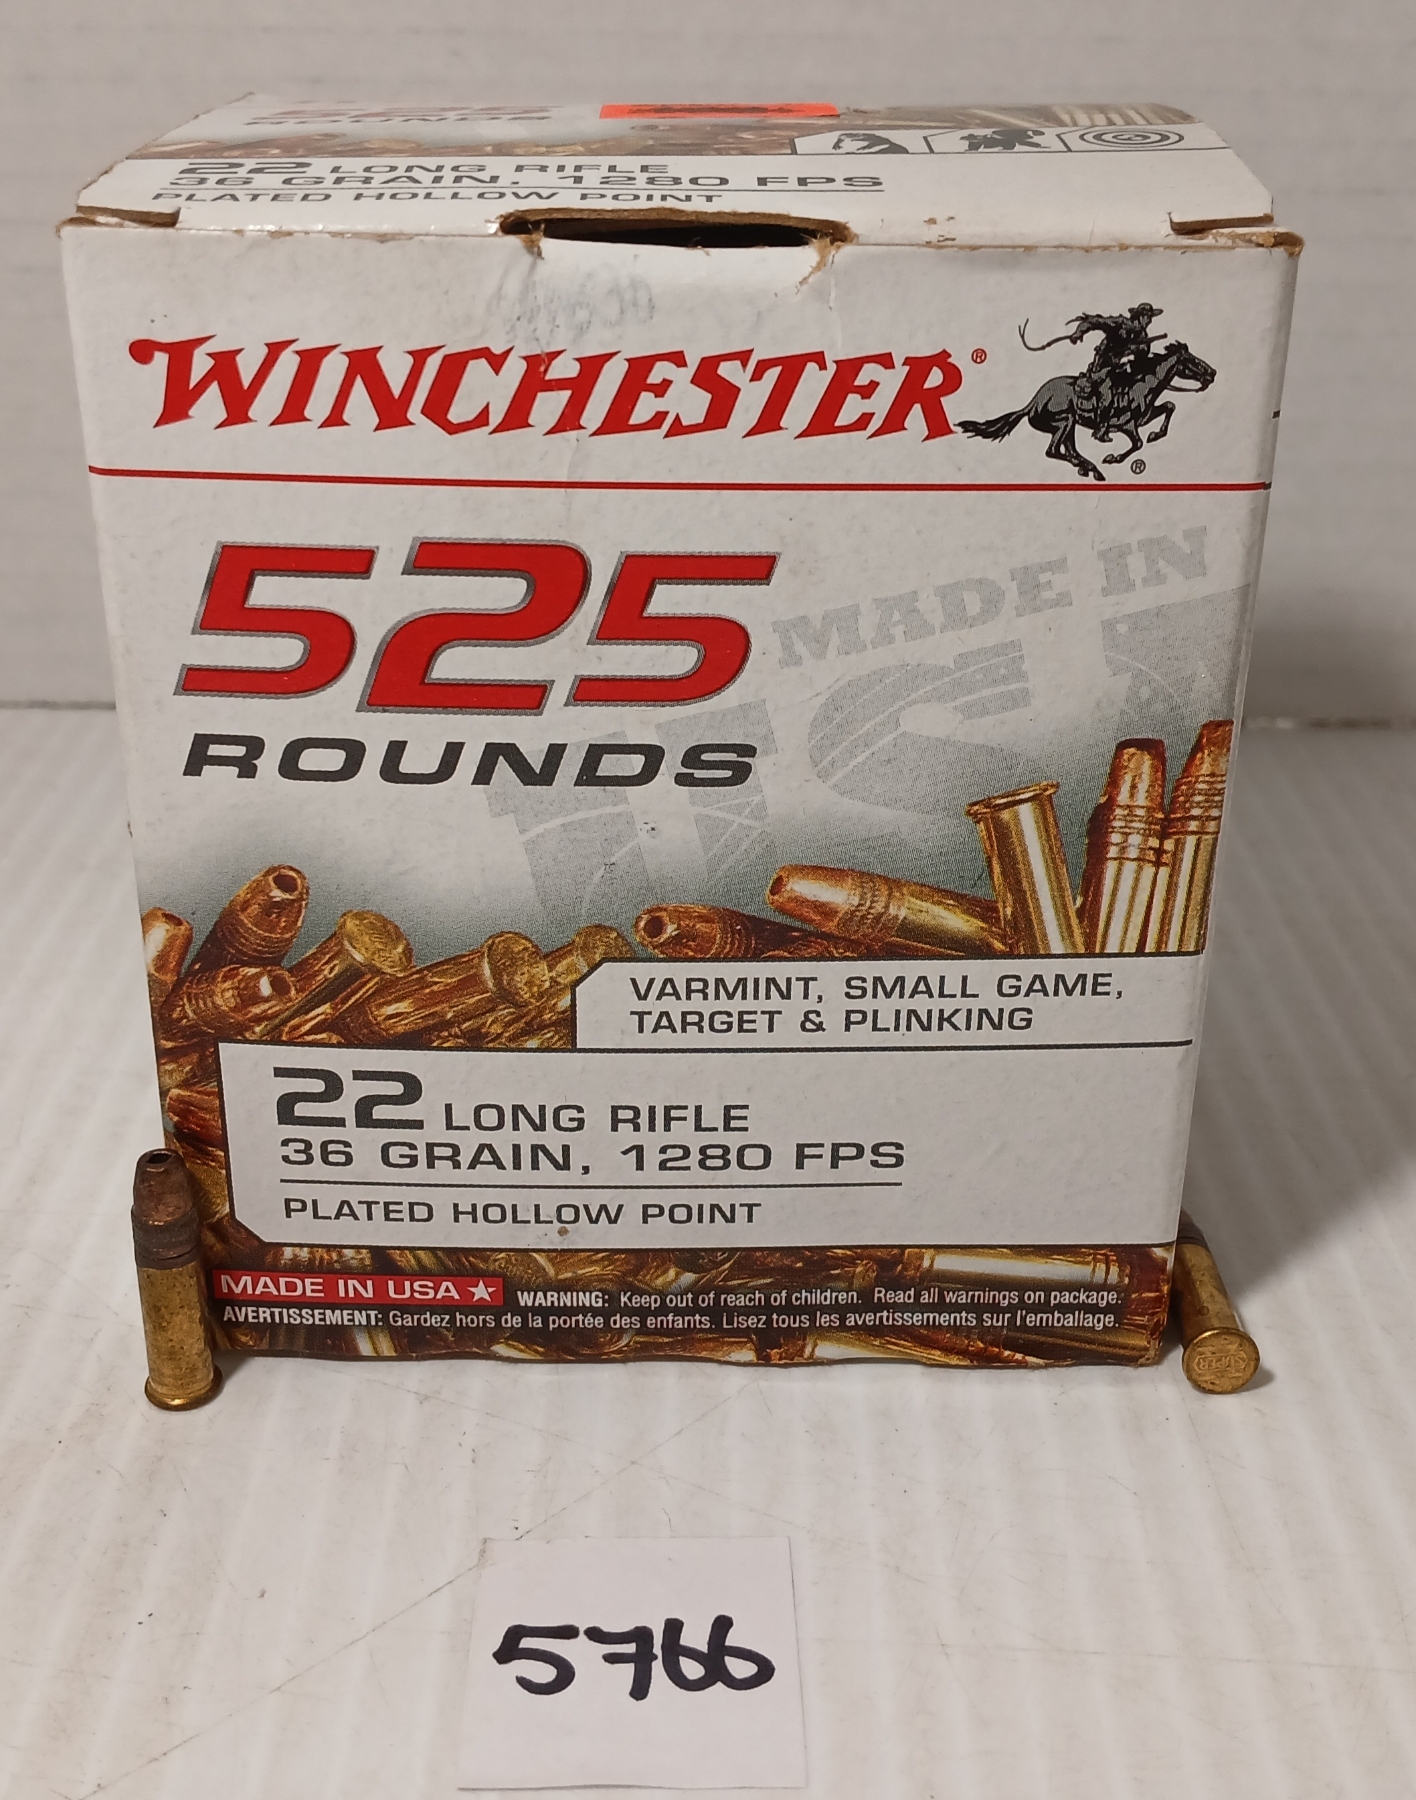 ROUNDS
22 LONG RIFLE
36 GRAIN, 1280 FPS
PLATED HOLLOW POINT
WINCHESTER®
®
525
ROUNDS
MADE IN
USA
VARMINT, SMALL GAME,
TARGET & PLINKING
22 LONG RIFLE
36 GRAIN, 1280 FPS
PLATED HOLLOW POINT
MADE IN USA
WARNING: Keep out of reach of children. Read all warnings on package.
AVERTISSEMENT: Gardez hors de la portée des enfants. Lisez tous les avertissements sur l'emballage.
SUPER
5766